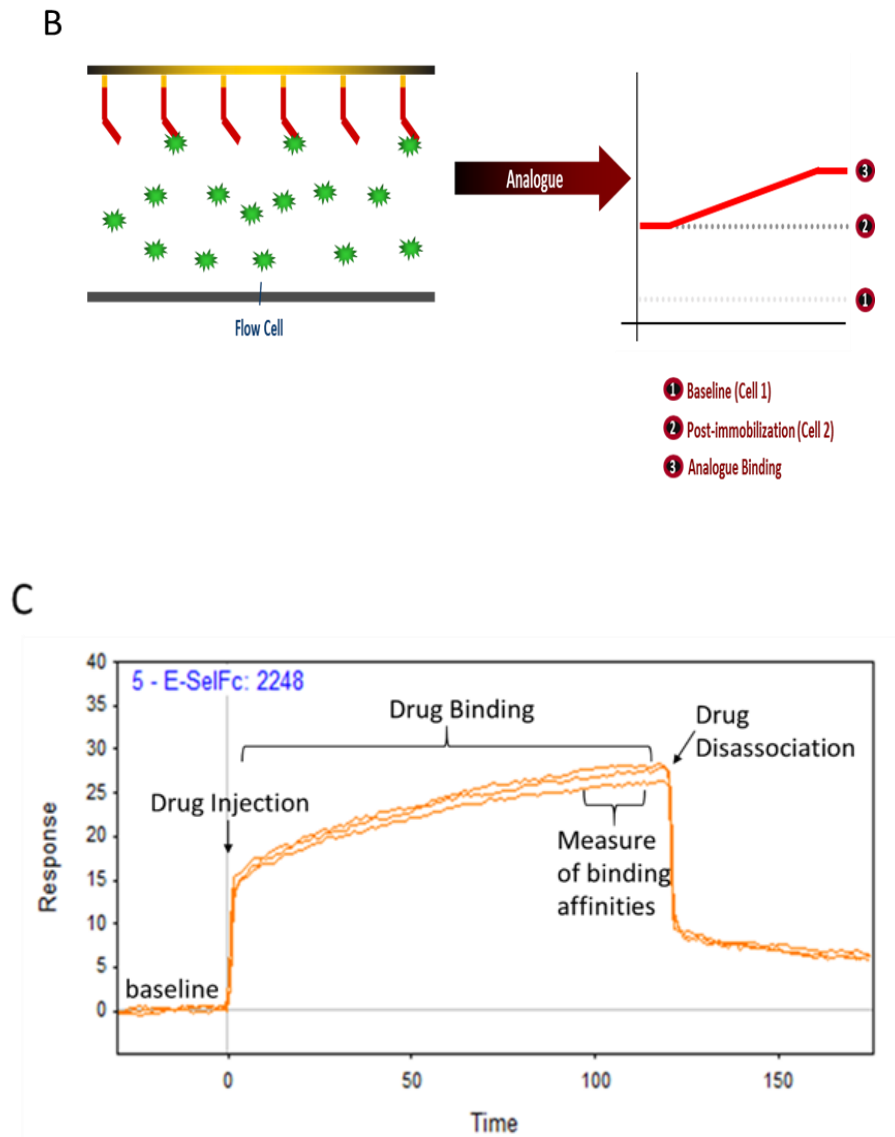 B
Analogue
3
2
1
Flow Cell
1 Baseline (Cell 1)
2 Post-immobilization (Cell 2)
3 Analogue Binding
C
5 - E-SelFc: 2248
Drug Binding
Drug
Disassociation
Drug Injection
Measure
of binding
affinities
baseline
Response
40
35
30
25
20
15
10
5
0
0
50
100
150
Time